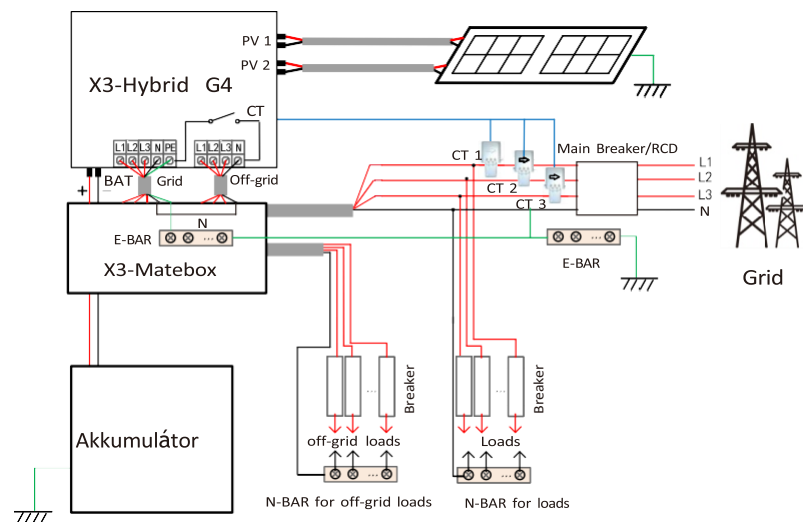 PV 1
PV 2
X3-Hybrid G4
CT
L1 L2 L3 N PE
L1 L2 L3 N
+
−
BAT
Grid
Off-grid
CT 1
CT 2
CT 3
Main Breaker/RCD
L1
L2
L3
N
N
E-BAR
...
X3-Matebox
...
E-BAR
Grid
...
Breaker
...
Breaker
Akkumulátor
off-grid loads
Loads
...
...
N-BAR for off-grid loads
N-BAR for loads